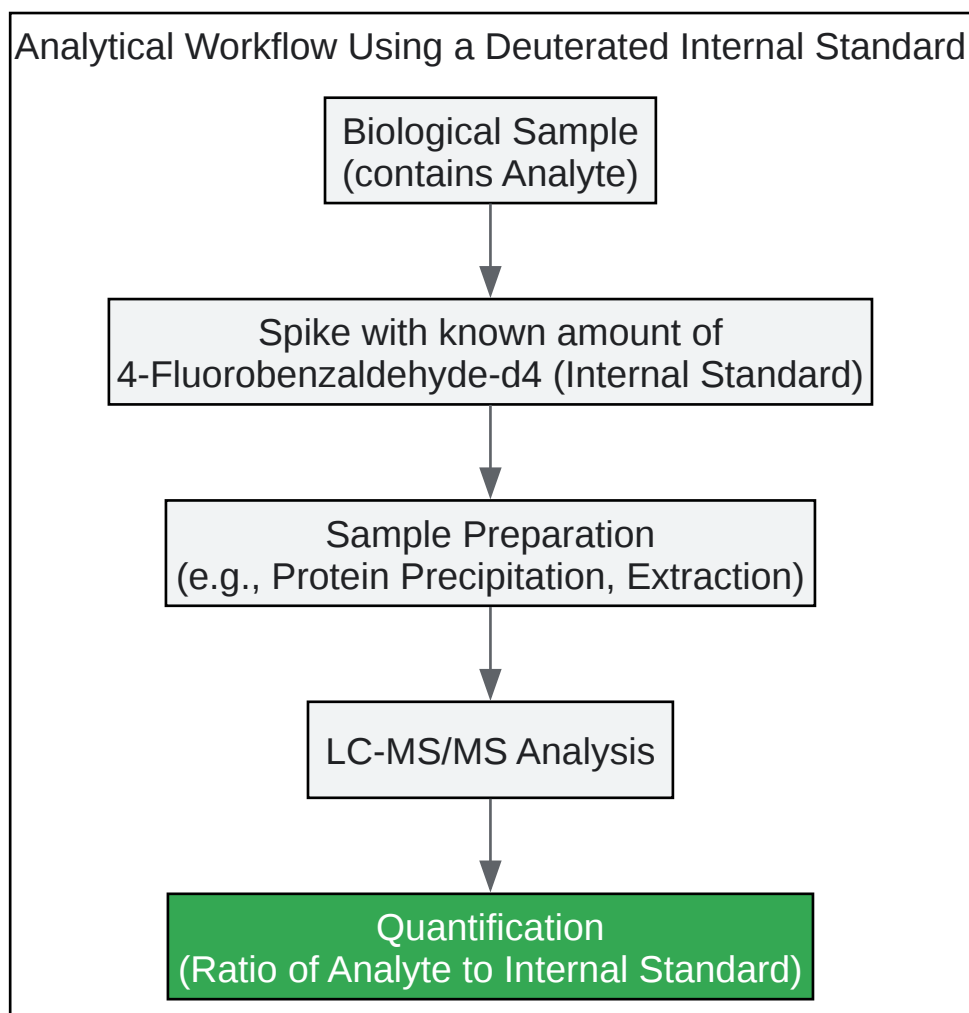 Analytical Workflow Using a Deuterated Internal Standard
Biological Sample
(contains Analyte)
Spike with known amount of
4-Fluorobenzaldehyde-d4 (Internal Standard)
Sample Preparation
(e.g., Protein Precipitation, Extraction)
LC-MS/MS Analysis
Quantification
(Ratio of Analyte to Internal Standard)